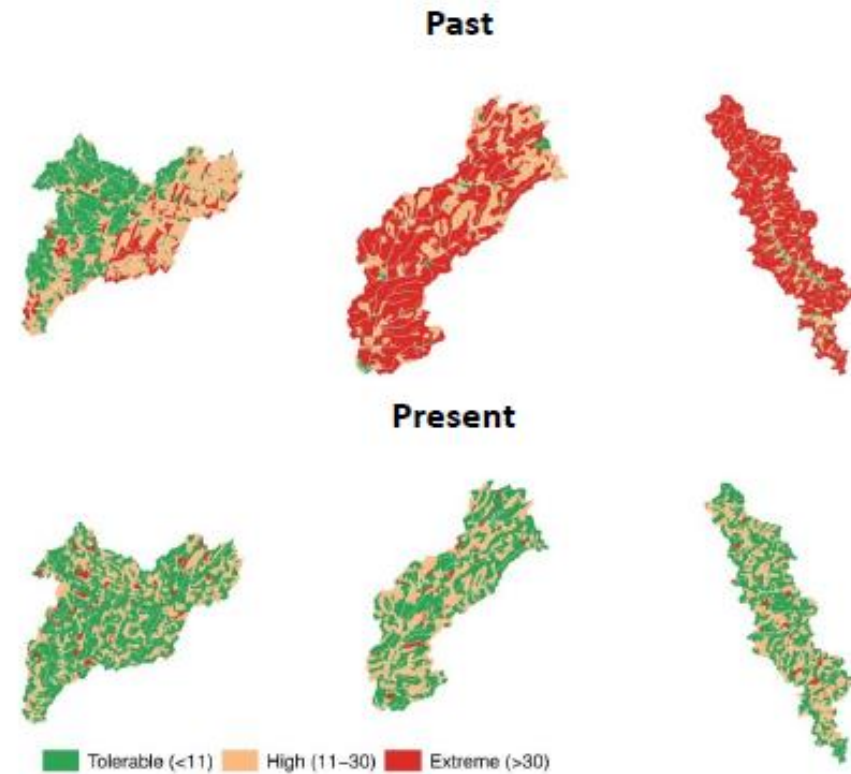 Past
Present
Tolerable (<11) High (11–30) Extreme (>30)